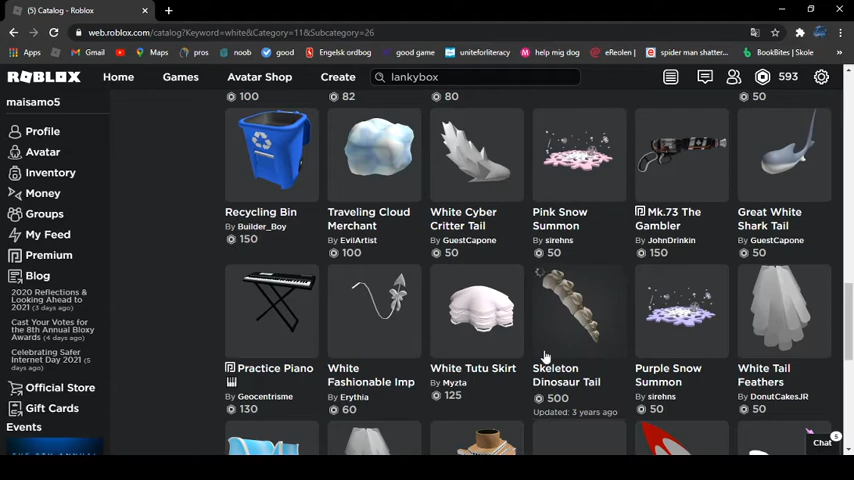 (5) Catalog - Roblox
web.roblox.com/catalog?Keyword=white&Category=11&Subcategory=26
Apps
Gmail
Maps
pros
noob
good
Engelsk ordbog
good game
uniteforliteracy
help mig dog
eReolen |
spider man shatter...
BookBites | Skole
ROBLOX
Home
Games
Avatar Shop
Create
lankybox
593
maisamo5
Profile
Avatar
Inventory
Money
Groups
My Feed
Premium
Blog
2020 Reflections &
Looking Ahead to
2021 (3 days ago)
Cast Your Votes for
the 8th Annual Bloxy
Awards (4 days ago)
Celebrating Safer
Internet Day 2021 (5
days ago)
Official Store
Gift Cards
Events
100
82
80
50
Recycling Bin
By Builder_Boy
150
Traveling Cloud
Merchant
By EvilArtist
100
White Cyber
Critter Tail
By GuestCapone
50
Pink Snow
Summon
By sirehns
50
Mk.73 The
Gambler
By JohnDrinkin
150
Great White
Shark Tail
By GuestCapone
50
Practice Piano
By Geocentrisme
130
White
Fashionable Imp
By Erythia
60
White Tutu Skirt
By Myzta
125
Skeleton
Dinosaur Tail
500
Updated: 3 years ago
Purple Snow
Summon
By sirehns
50
White Tail
Feathers
By DonutCakesJR
50
Chat
5